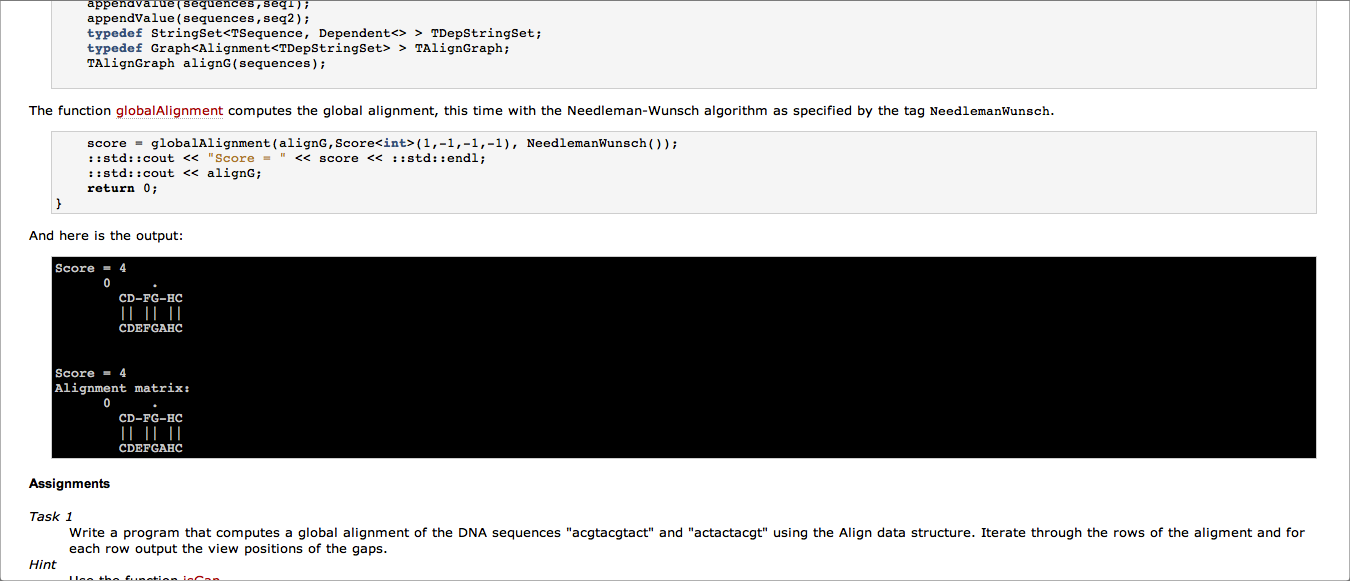 appendValue(sequences,seq1);
appendValue(sequences,seq2);
typedef StringSet<TSequence, Dependent<> > TDepStringSet;
typedef Graph<Alignment<TDepStringSet> > TAlignGraph;
TAlignGraph alignG(sequences);
The function globalAlignment computes the global alignment, this time with the Needleman-Wunsch algorithm as specified by the tag NeedlemanWunsch.
score = globalAlignment(alignG,Score<int>(1,-1,-1,-1), NeedlemanWunsch());
::std::cout << "Score = " << score << ::std::endl;
::std::cout << alignG;
return 0;
}
And here is the output:
Score = 4
0     .
CD-FG-HC
|| || ||
CDEFGAHC
Score = 4
Alignment matrix:
0     .
CD-FG-HC
|| || ||
CDEFGAHC
Assignments
Task 1
Write a program that computes a global alignment of the DNA sequences "acgtacgtact" and "actactacgt" using the Align data structure. Iterate through the rows of the aligment and for
each row output the view positions of the gaps.
Hint
Use the function isGap